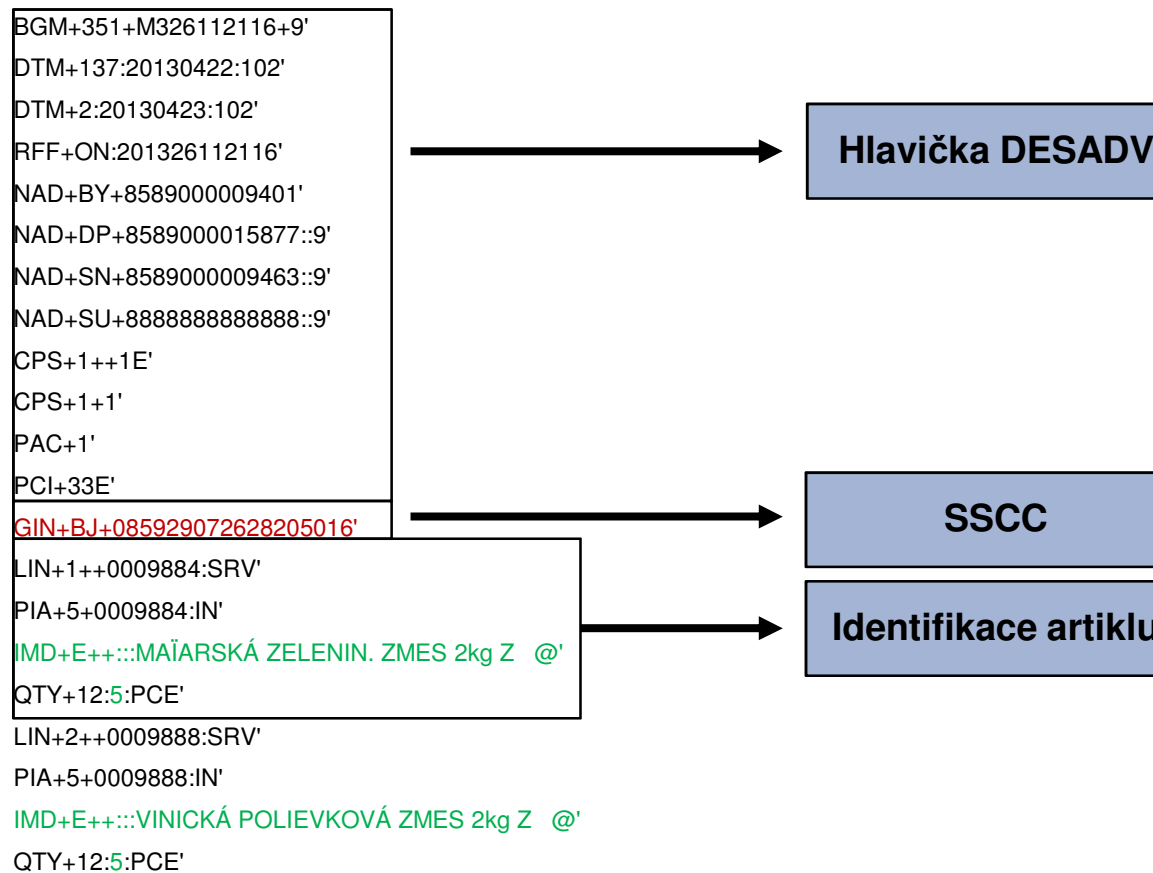 BGM+351+M326112116+9'
DTM+137:20130422:102'
DTM+2:20130423:102'
RFF+ON:201326112116'
Hlavička DESADV
NAD+BY+8589000009401'
NAD+DP+8589000015877::9'
NAD+SN+8589000009463::9'
NAD+SU+8888888888888::9'
CPS+1++1E'
CPS+1+1'
PAC+1'
PCI+33E'
GIN+BJ+085929072628205016'
SSCC
LIN+1++0009884:SRV'
PIA+5+0009884:IN'
Identifikace artiklu
IMD+E++:::MAÏARSKÁ ZELENIN. ZMES 2kg Z   @'
QTY+12:5:PCE'
LIN+2++0009888:SRV'
PIA+5+0009888:IN'
IMD+E++:::VINICKÁ POLIEVKOVÁ ZMES 2kg Z   @'
QTY+12:5:PCE'